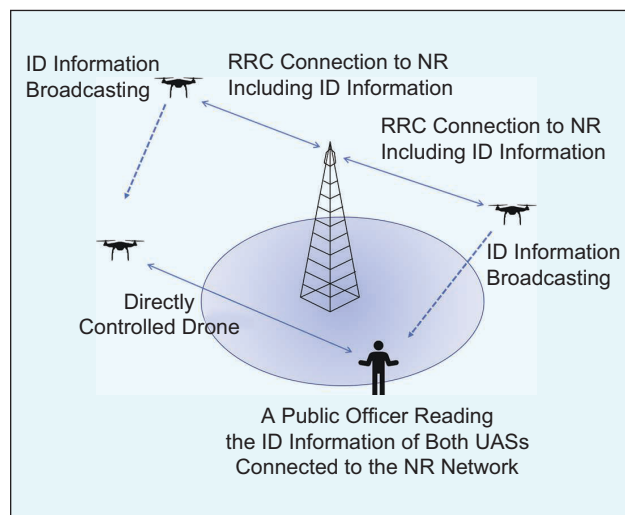 ID Information
Broadcasting
RRC Connection to NR
Including ID Information
RRC Connection to NR
Including ID Information
ID Information
Broadcasting
Directly
Controlled Drone
A Public Officer Reading
the ID Information of Both UASs
Connected to the NR Network